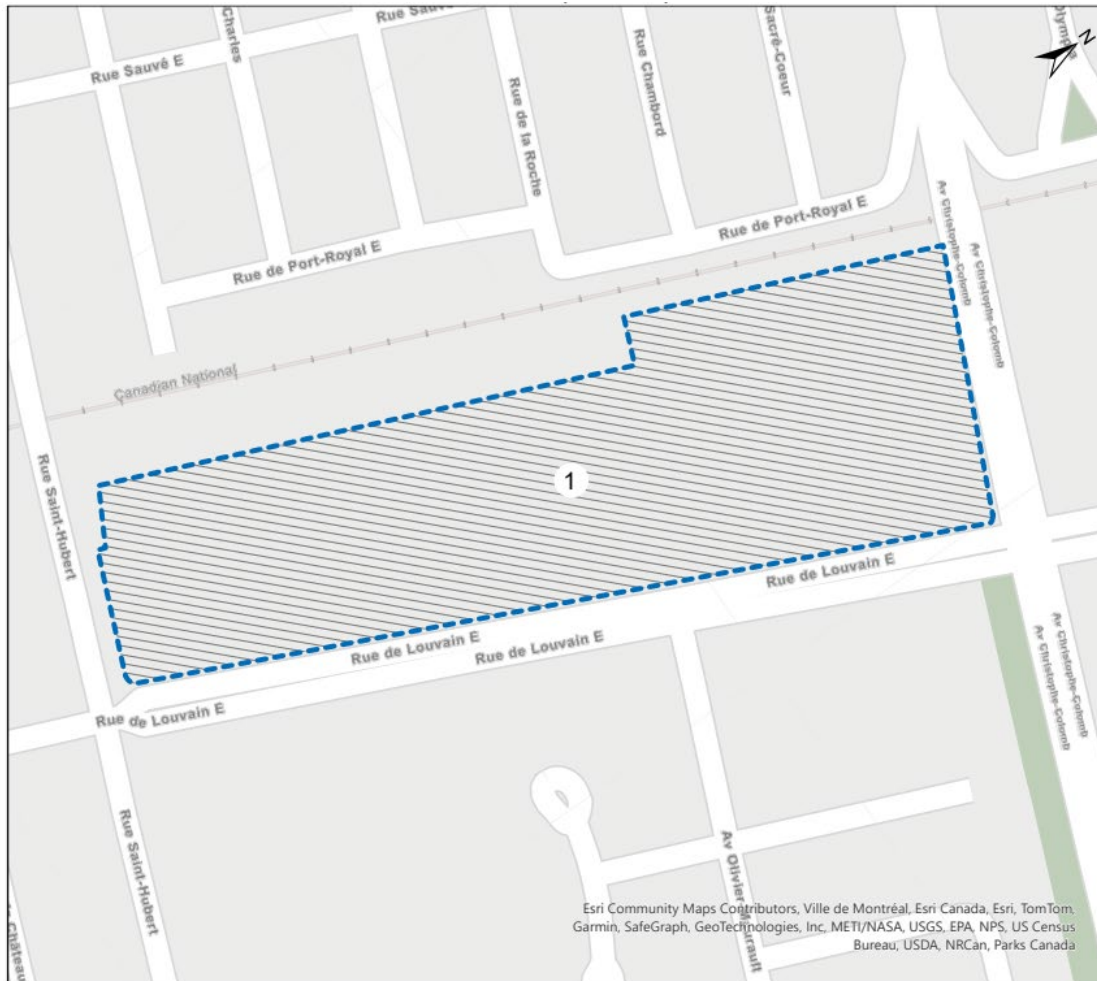 Rue Sauvé E
Rue Sauv
Charles
Rue de la Roche
Rue Chambord
Sacré-Coeur
Olympia
N
Rue de Port-Royal E
Rue de Port-Royal E
Av Christophe-Colomb
Av Christophe-Colomb
Canadian National
Rue Saint-Hubert
1
Rue de Louvain E
Rue de Louvain E
Rue de Louvain E
Rue de Louvain E
Av Christophe-Colomb
Av Christophe-Colomb
Rue Saint-Hubert
Av Olivier-Maurault
Château
Esri Community Maps Contributors, Ville de Montréal, Esri Canada, Esri, TomTom,
Garmin, SafeGraph, GeoTechnologies, Inc, METI/NASA, USGS, EPA, NPS, US Census
Bureau, USDA, NRCan, Parks Canada